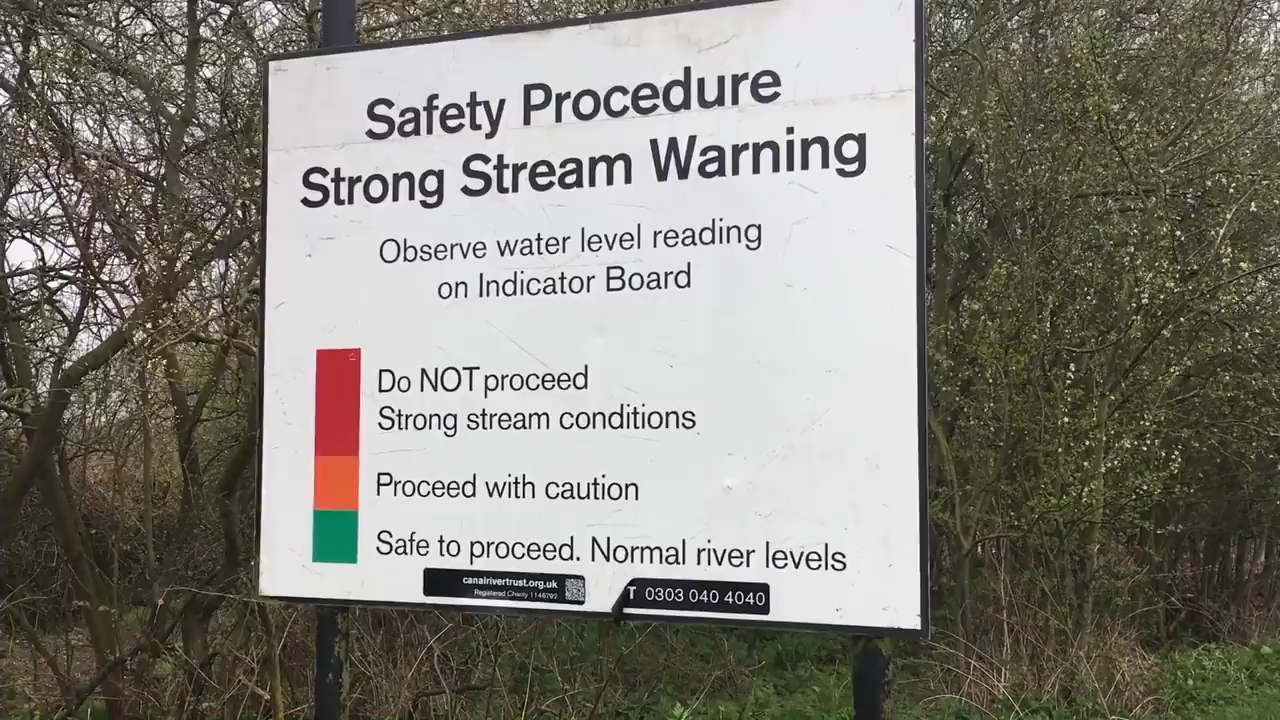 Safety Procedure
Strong Stream Warning
Observe water level reading
on Indicator Board
Do NOT proceed
Strong stream conditions
Proceed with caution
Safe to proceed. Normal river levels
canalrivertrust.org.uk
Registered Charity 1146792
T 0303 040 4040